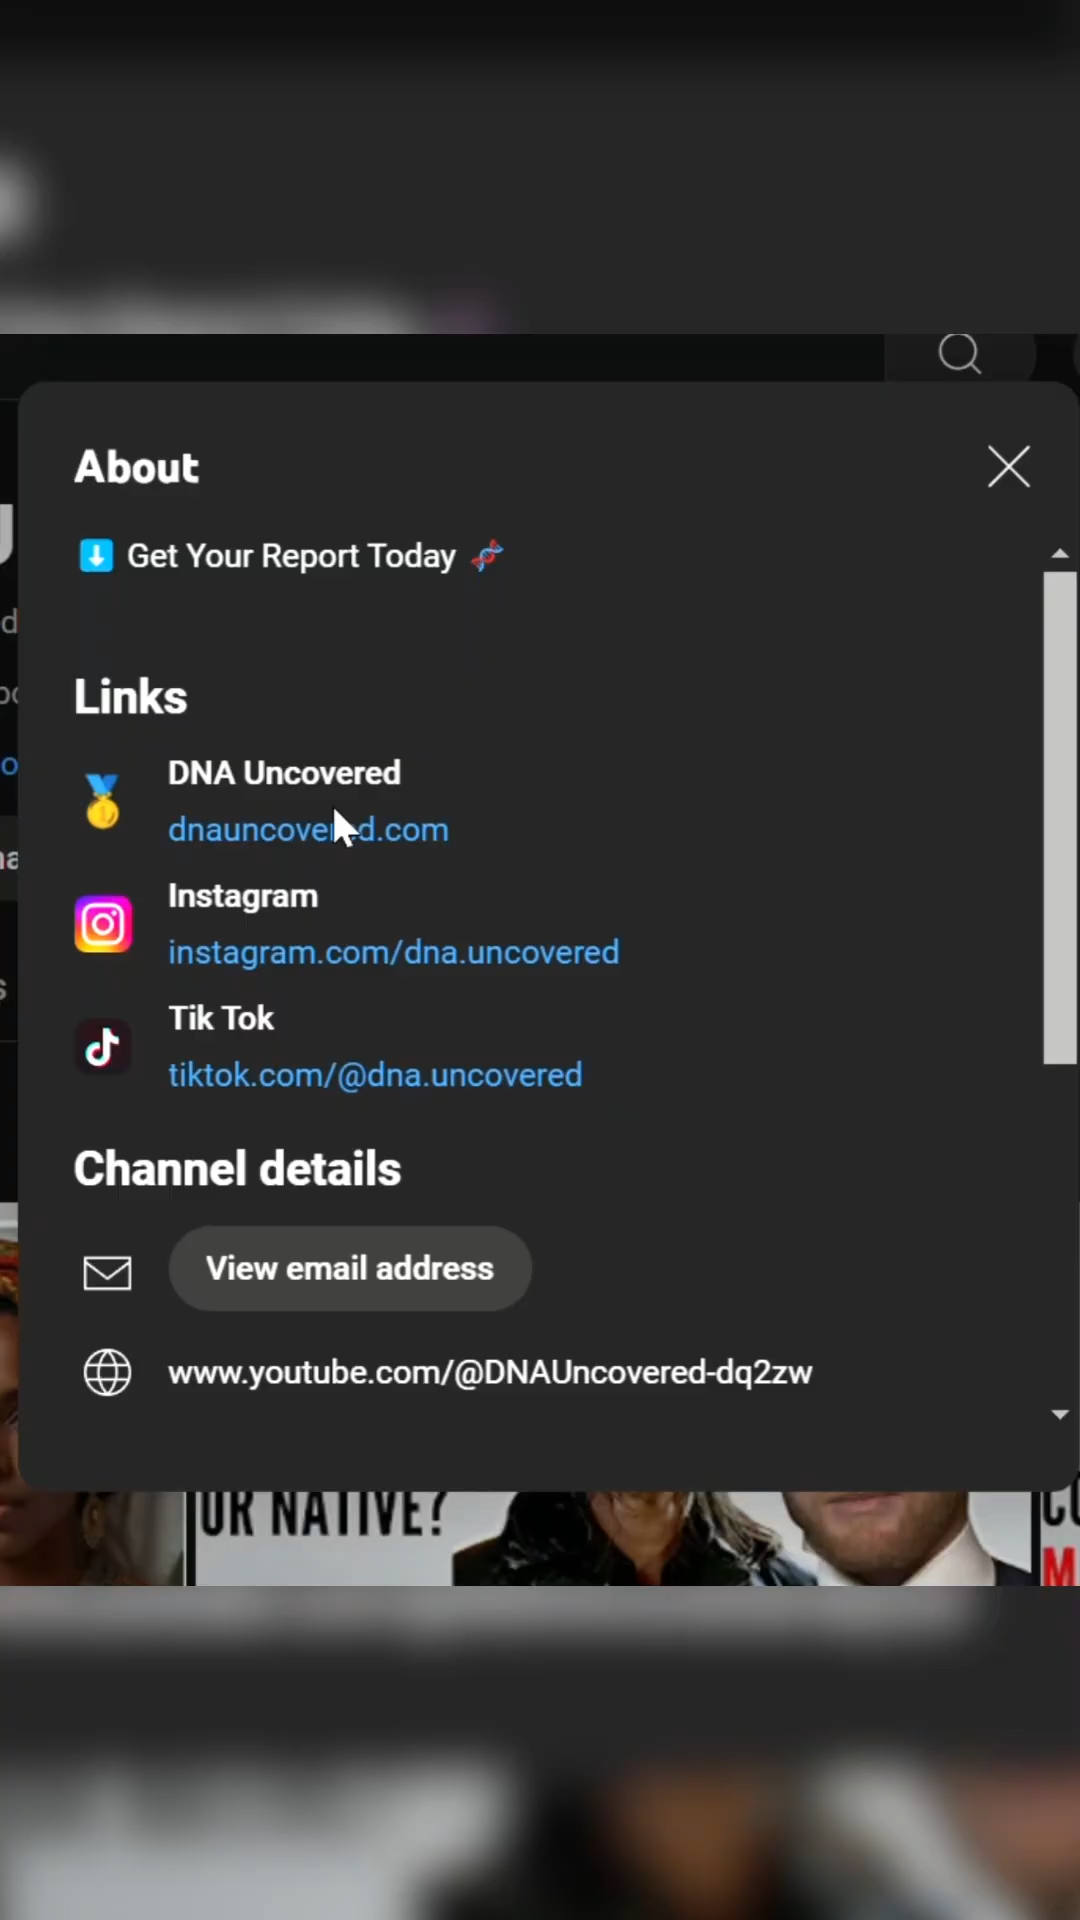 About
⬇️ Get Your Report Today 🧬
Links
DNA Uncovered
dnauncovered.com
Instagram
instagram.com/dna.uncovered
Tik Tok
tiktok.com/@dna.uncovered
Channel details
View email address
www.youtube.com/@DNAUncovered-dq2zw
OR NATIVE?